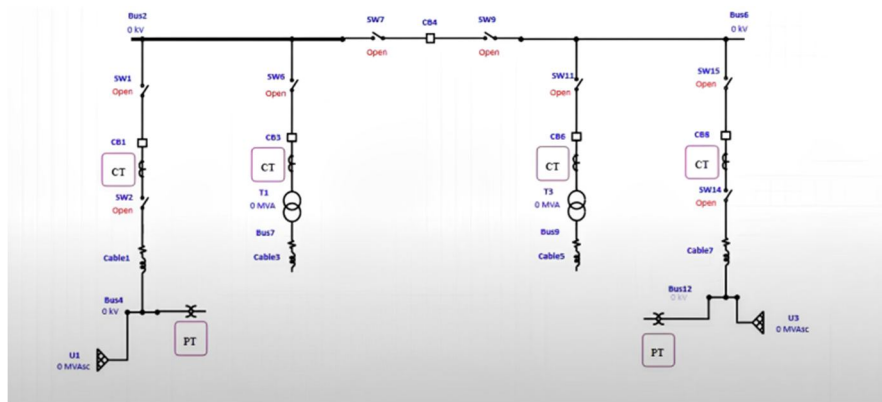 Bus2
0 kV
SW7
Open
CB4
SW9
Open
Bus6
0 kV
SW1
Open
SW6
Open
SW11
Open
SW15
Open
CB1
CT
CB3
CT
CB6
CT
CB8
CT
SW2
Open
T1
0 MVA
T3
0 MVA
SW14
Open
Bus7
Cable3
Bus9
Cable5
Cable1
Cable7
Bus4
0 kV
PT
Bus12
0 kV
PT
U1
0 MVAsc
U3
0 MVAsc